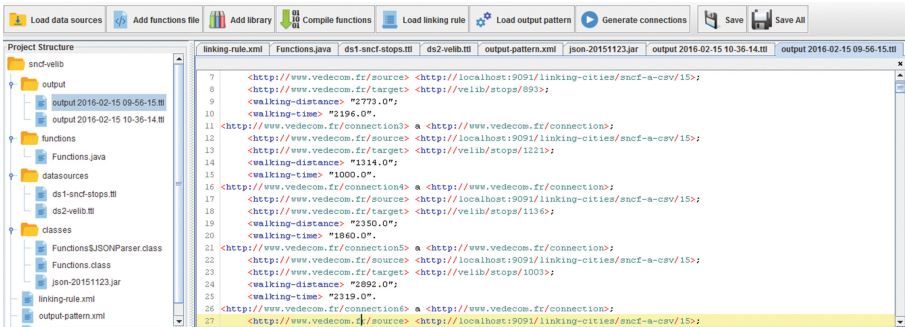 Load data sources Add functions file Add library Compile functions Load linking rule Load output pattern Generate connections Save Save All
Project Structure
sncf-velib
output
output 2016-02-15 09-56-15.ttl
output 2016-02-15 10-36-14.ttl
functions
Functions.java
datasources
ds1-sncf-stops.ttl
ds2-velib.ttl
classes
Functions$JSONParser.class
Functions.class
json-20151123.jar
linking-rule.xml
output-pattern.xml
linking-rule.xml Functions.java ds1-sncf-stops.ttl ds2-velib.ttl output-pattern.xml json-20151123.jar output 2016-02-15 10-36-14.ttl output 2016-02-15 09-56-15.ttl
7 <http://www.vedecom.fr/source> <http://localhost:9091/linking-cities/sncf-a-csv/15>;
8 <http://www.vedecom.fr/target> <http://velib/stops/893>;
9 <walking-distance> "2773.0";
10 <walking-time> "2196.0".
11 <http://www.vedecom.fr/connection3> a <http://www.vedecom.fr/connection>;
12 <http://www.vedecom.fr/source> <http://localhost:9091/linking-cities/sncf-a-csv/15>;
13 <http://www.vedecom.fr/target> <http://velib/stops/1221>;
14 <walking-distance> "1314.0";
15 <walking-time> "1000.0".
16 <http://www.vedecom.fr/connection4> a <http://www.vedecom.fr/connection>;
17 <http://www.vedecom.fr/source> <http://localhost:9091/linking-cities/sncf-a-csv/15>;
18 <http://www.vedecom.fr/target> <http://velib/stops/1136>;
19 <walking-distance> "2350.0";
20 <walking-time> "1860.0".
21 <http://www.vedecom.fr/connection5> a <http://www.vedecom.fr/connection>;
22 <http://www.vedecom.fr/source> <http://localhost:9091/linking-cities/sncf-a-csv/15>;
23 <http://www.vedecom.fr/target> <http://velib/stops/1003>;
24 <walking-distance> "2892.0";
25 <walking-time> "2319.0".
26 <http://www.vedecom.fr/connection6> a <http://www.vedecom.fr/connection>;
27 <http://www.vedecom.fr/source> <http://localhost:9091/linking-cities/sncf-a-csv/15>;